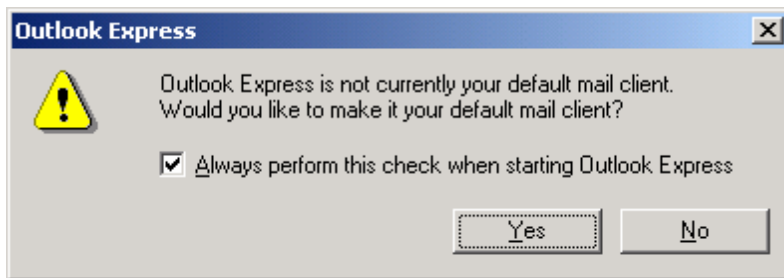 Outlook Express
Outlook Express is not currently your default mail client.
Would you like to make it your default mail client?
Always perform this check when starting Outlook Express
Yes
No